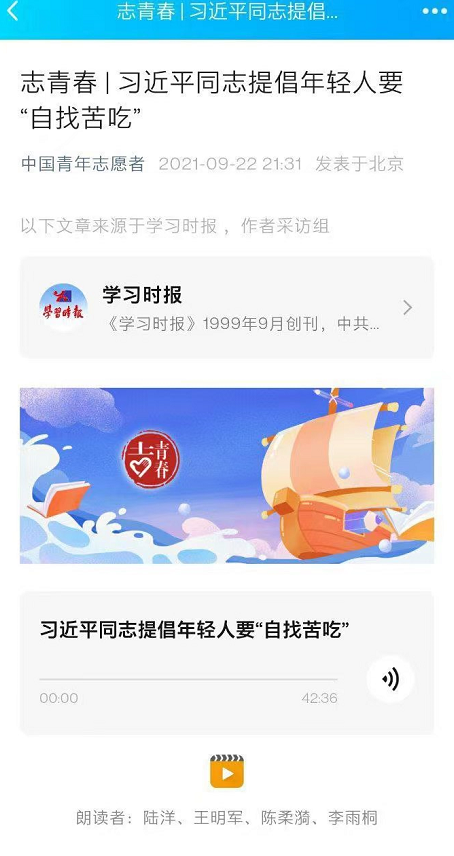 志青春 | 习近平同志提倡...
志青春 | 习近平同志提倡年轻人要
“自找苦吃”
中国青年志愿者 2021-09-22 21:31 发表于北京
以下文章来源于学习时报 ，作者采访组
學習時報
学习时报
《学习时报》1999年9月创刊，中共...
志青春
习近平同志提倡年轻人要“自找苦吃”
00:00 42:36
朗读者：陆洋、王明军、陈柔漪、李雨桐